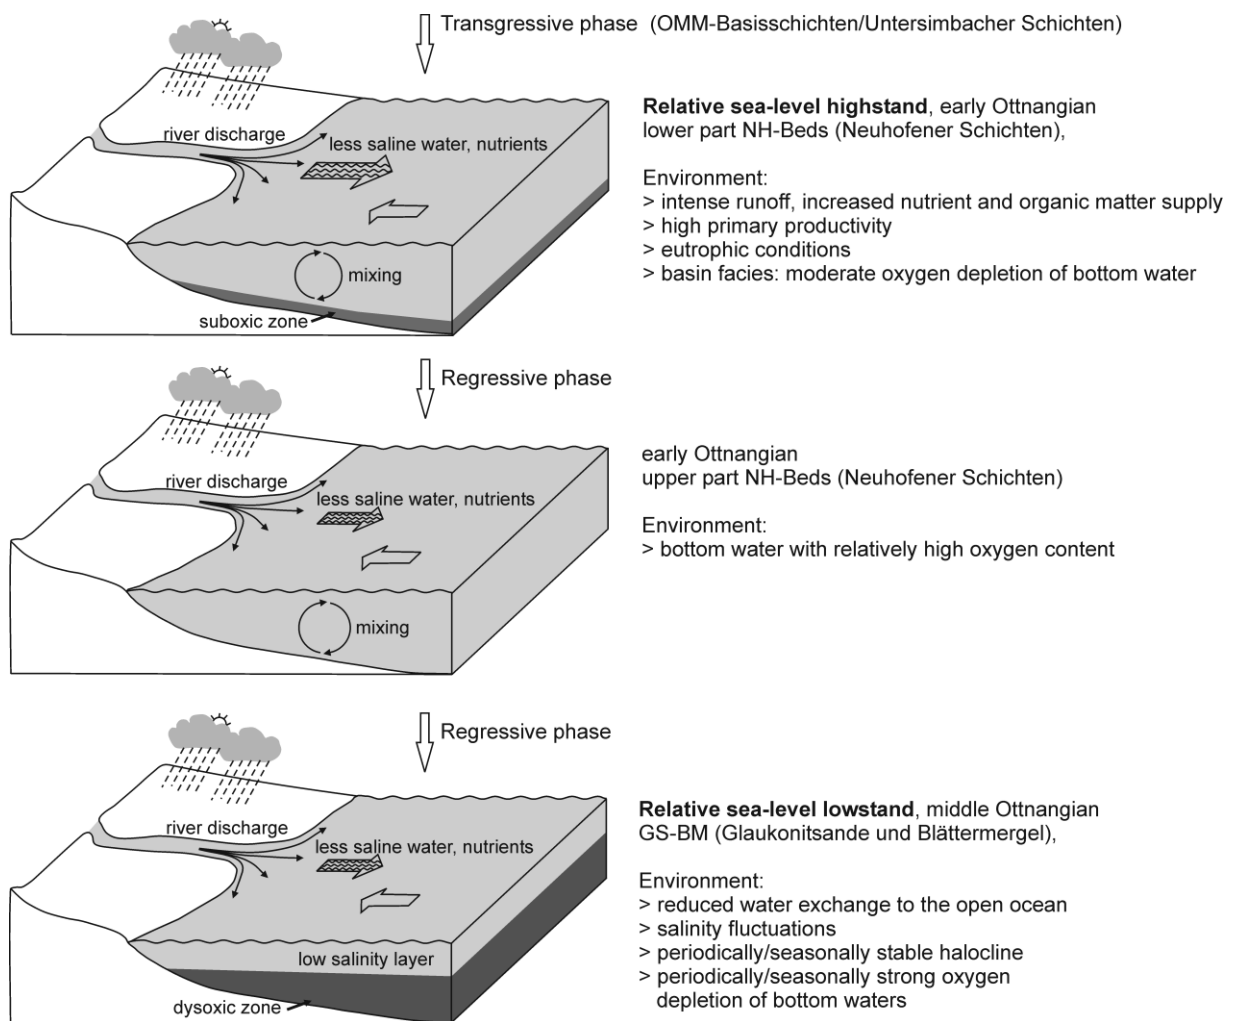 Transgressive phase (OMM-Basisschichten/Untersimbacher Schichten)
river discharge
less saline water, nutrients
mixing
suboxic zone
Relative sea-level highstand, early Ottnangian
lower part NH-Beds (Neuhofener Schichten),
Environment:
> intense runoff, increased nutrient and organic matter supply
> high primary productivity
> eutrophic conditions
> basin facies: moderate oxygen depletion of bottom water
Regressive phase
river discharge
less saline water, nutrients
mixing
early Ottnangian
upper part NH-Beds (Neuhofener Schichten)
Environment:
> bottom water with relatively high oxygen content
Regressive phase
river discharge
less saline water, nutrients
low salinity layer
dysoxic zone
Relative sea-level lowstand, middle Ottnangian
GS-BM (Glaukonitsande und Blättermergel),
Environment:
> reduced water exchange to the open ocean
> salinity fluctuations
> periodically/seasonally stable halocline
> periodically/seasonally strong oxygen
depletion of bottom waters